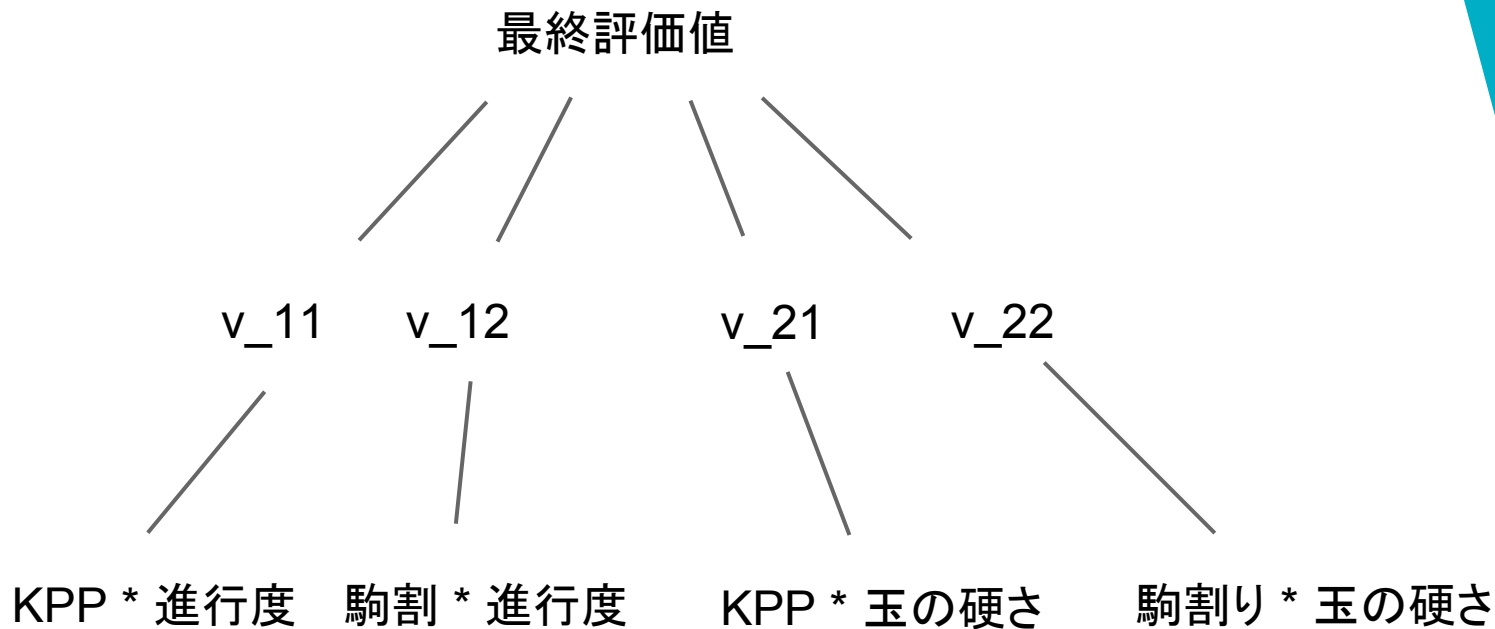 最終評価値
v_11 v_12 v_21 v_22
KPP * 進行度 駒割 * 進行度 KPP * 玉の硬さ 駒割り * 玉の硬さ